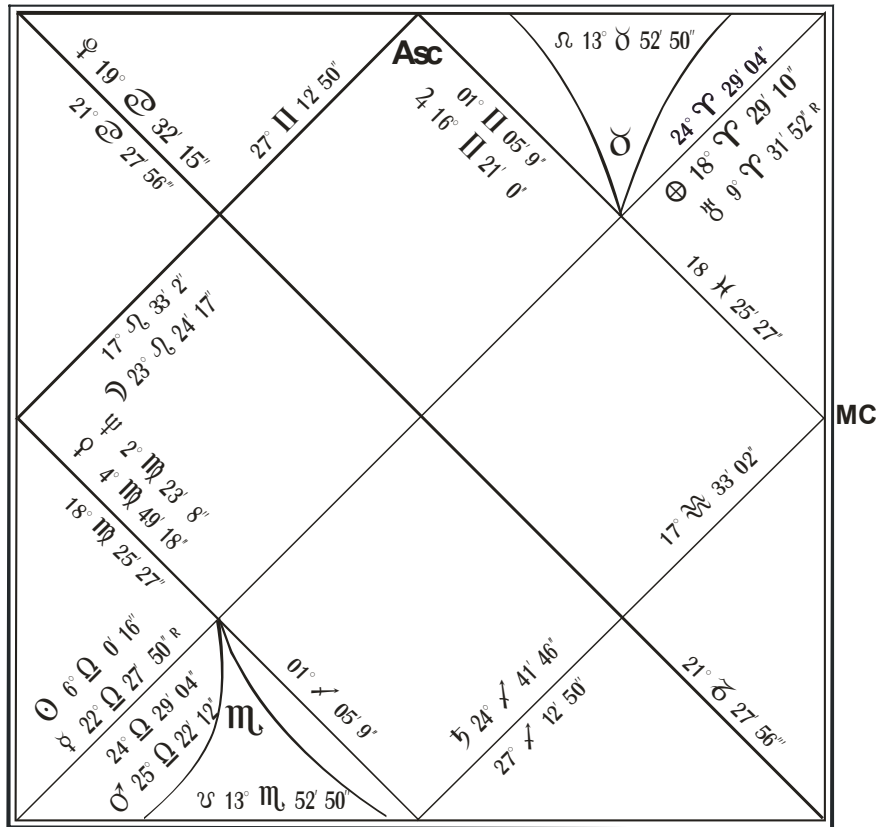 Asc
☊ 13° ♉ 52' 50"
♉
24° ♈ 29' 04"
⊕ 18° ♈ 29' 10"
♅ 9° ♈ 31' 52" R
01° ♊ 05' 9"
♃ 16° ♊ 21' 0"
27° ♊ 12' 50"
♀ 19° ♋ 32' 15"
21° ♋ 27' 56'"
17° ♌ 33' 2"
☽ 23° ♌ 24' 17"
♆ 2° ♍ 23' 8"
♀ 4° ♍ 49' 18"
18° ♍ 25' 27"
☉ 6° ♎ 0' 16"
☿ 22° ♎ 27' 50" R
24° ♎ 29' 04"
♂ 25° ♎ 22' 12"
♏
☋ 13° ♏ 52' 50"
01° ♐ 05' 9"
♄ 24° ♐ 41' 46"
27° ♐ 12' 50"
21° ♑ 27' 56'"
17° ♒ 33' 02"
MC
18 ♓ 25' 27"